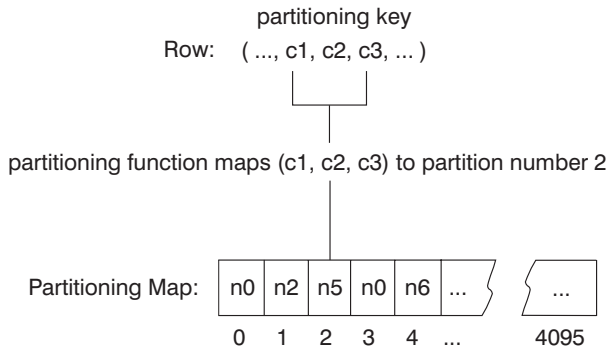 partitioning key
Row: ( ..., c1, c2, c3, ... )
partitioning function maps (c1, c2, c3) to partition number 2
Partitioning Map: n0 n2 n5 n0 n6 ... ...
0 1 2 3 4 ... 4095